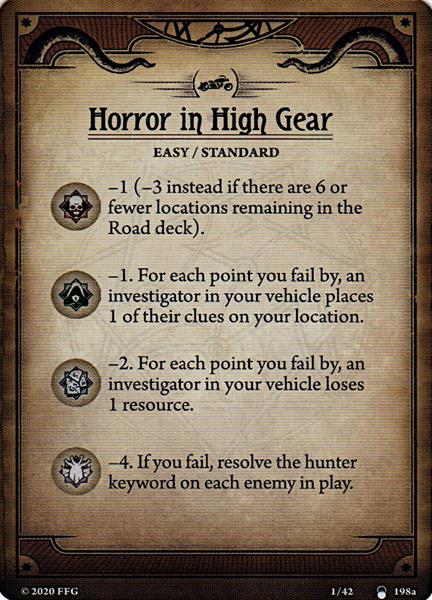 Horror in High Gear
EASY / STANDARD
–1 (–3 instead if there are 6 or
fewer locations remaining in the
Road deck).
–1. For each point you fail by, an
investigator in your vehicle places
1 of their clues on your location.
–2. For each point you fail by, an
investigator in your vehicle loses
1 resource.
–4. If you fail, resolve the hunter
keyword on each enemy in play.
© 2020 FFG 1/42 198a